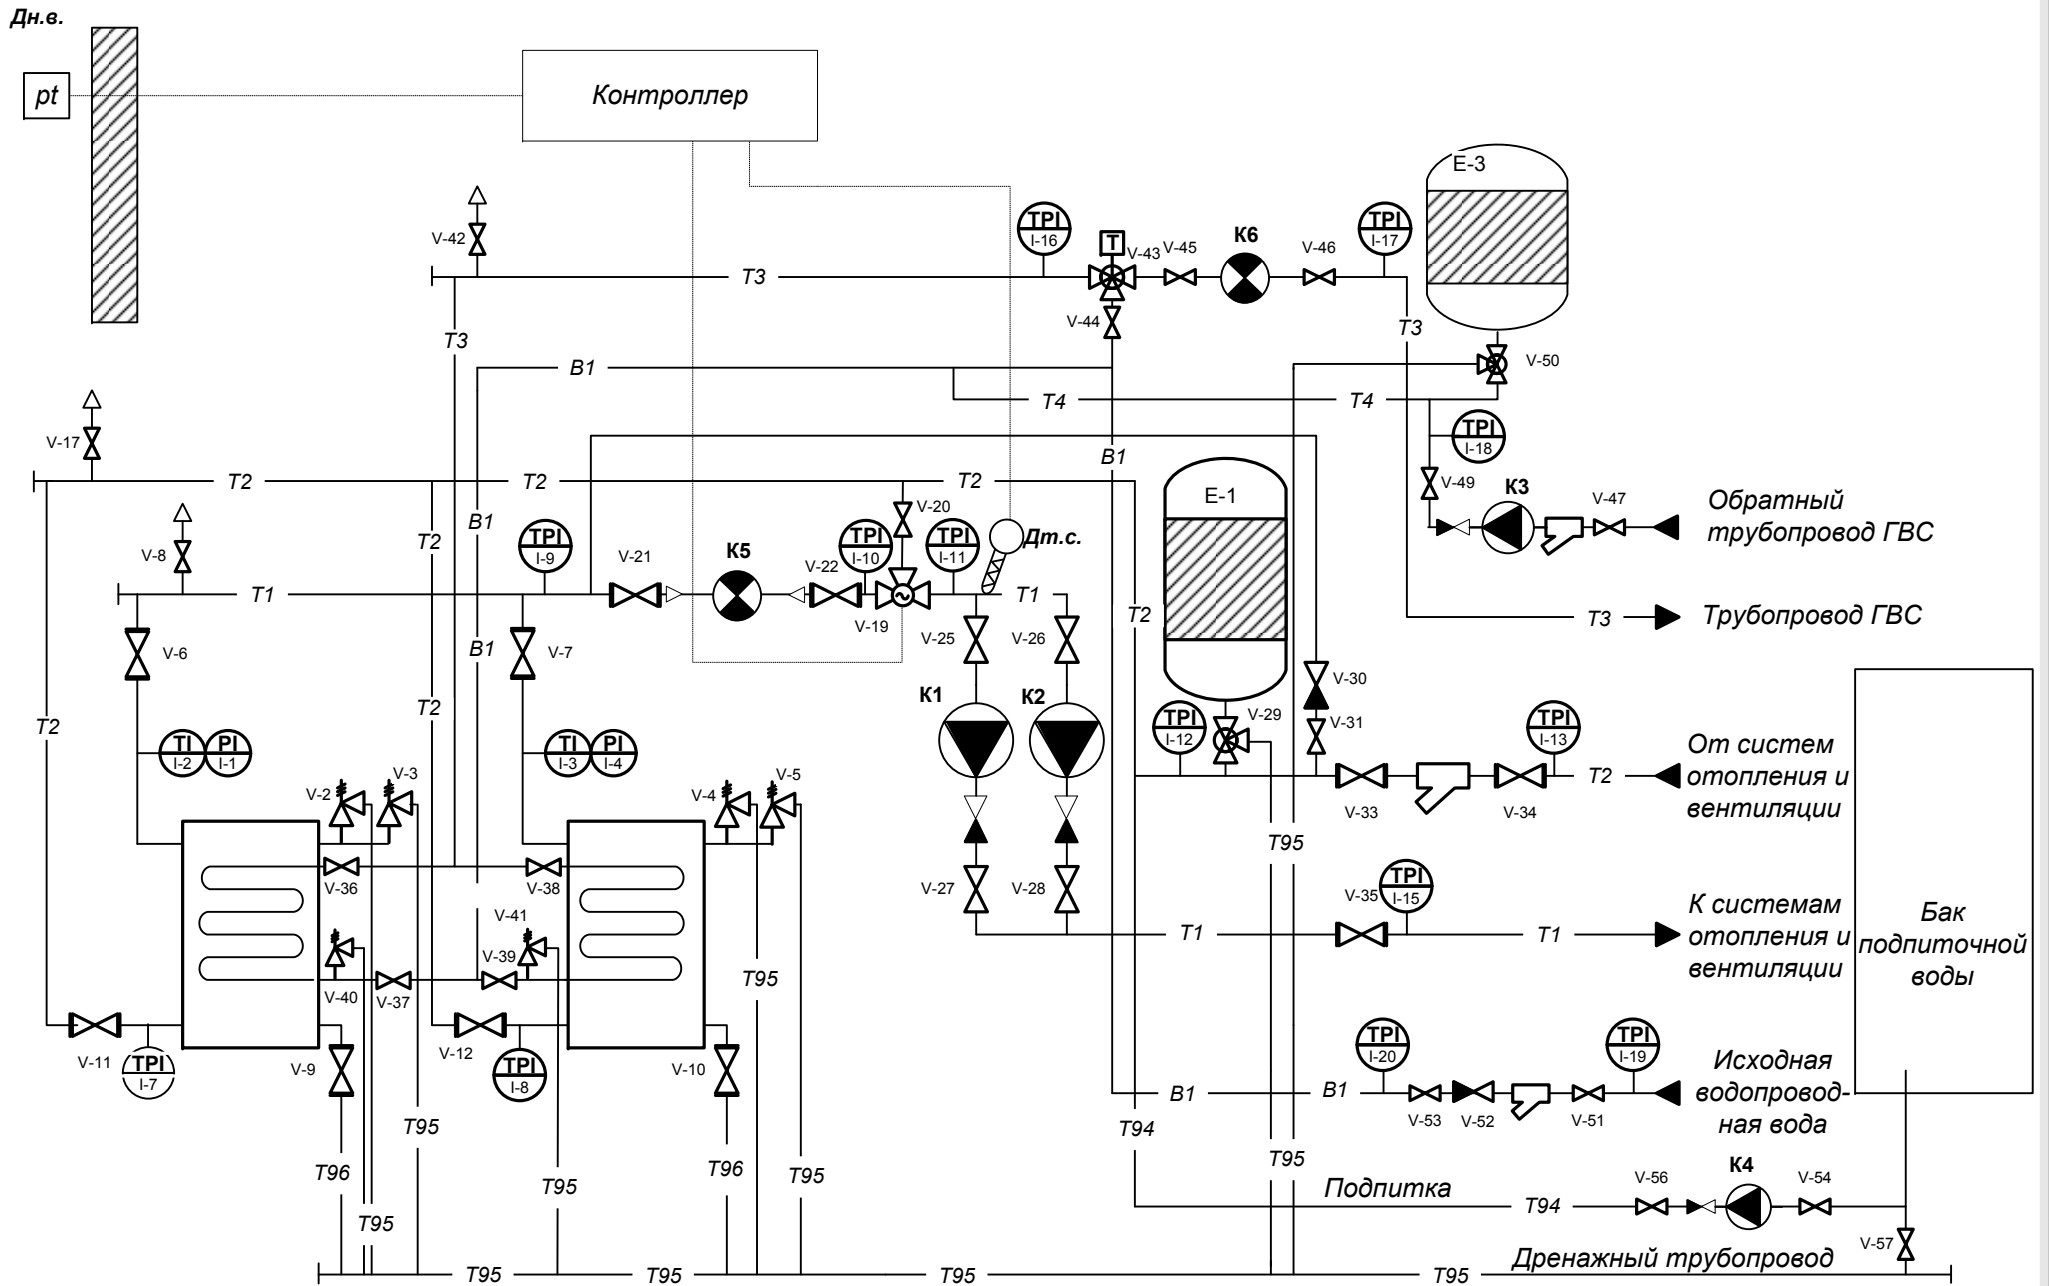 Дн.в.
pt
Контроллер
E-3
V-42
TPI
I-16
T
V-43
V-45
К6
V-46
TPI
I-17
T3
V-44
T3
T3
V-50
B1
T4
T4
V-17
TPI
I-18
B1
E-1
T2
T2
T2
V-49
К3
V-47
Обратный
трубопровод ГВС
V-20
B1
T2
V-8
TPI
I-9
V-21
К5
V-22
TPI
I-10
TPI
I-11
Дт.с.
T1
T1
T2
T3
Трубопровод ГВС
V-19
V-6
B1
V-7
V-25
V-26
V-30
К1
К2
T2
T2
TPI
I-12
V-29
V-31
TPI
I-13
TI
I-2
PI
I-1
TI
I-3
PI
I-4
V-2
V-3
V-4
V-5
V-33
V-34
T2
От систем
отопления и
вентиляции
T95
V-36
V-38
V-27
V-28
V-35
TPI
I-15
V-41
T1
T1
К системам
отопления и
вентиляции
Бак
подпиточной
воды
V-39
V-40
V-37
T95
V-11
TPI
I-7
V-9
V-12
TPI
I-8
V-10
TPI
I-20
TPI
I-19
B1
B1
V-53
V-52
V-51
Исходная
водопровод-
ная вода
T95
T94
T96
T95
T96
T95
T95
T95
Подпитка
T94
V-56
К4
V-54
V-57
Дренажный трубопровод
T95
T95
T95
T95